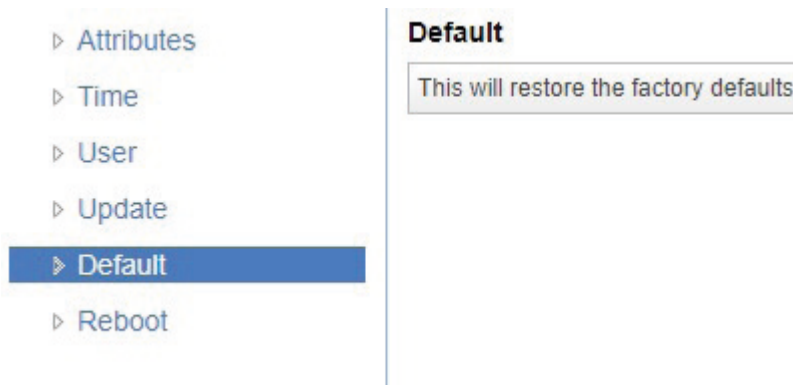 Attributes
Time
User
Update
Default
Reboot
Default
This will restore the factory defaults